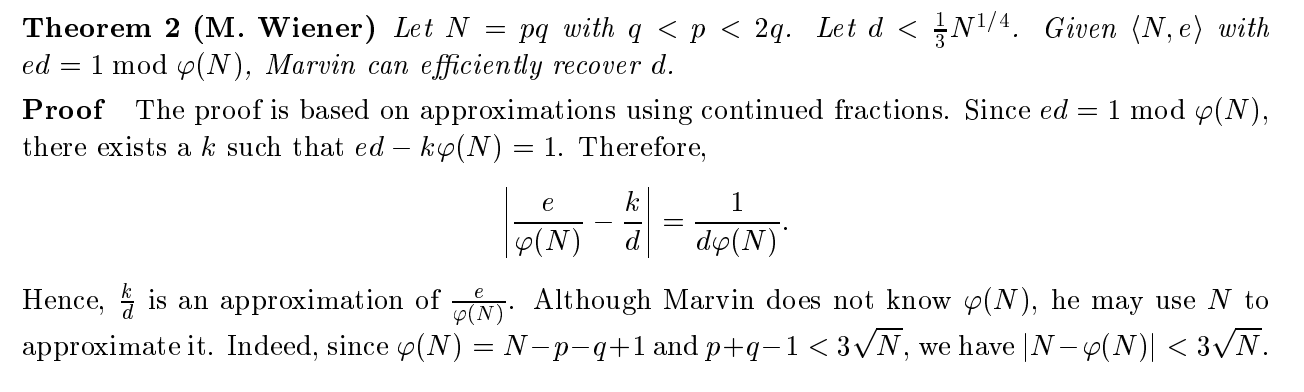 Theorem 2 (M. Wiener) Let N = pq with q < p < 2q. Let d < 1/3 N^{1/4}. Given ⟨N, e⟩ with
ed = 1 mod φ(N), Marvin can efficiently recover d.
Proof The proof is based on approximations using continued fractions. Since ed = 1 mod φ(N),
there exists a k such that ed − kφ(N) = 1. Therefore,
| e/φ(N) − k/d | = 1/dφ(N).
Hence, k/d is an approximation of e/φ(N). Although Marvin does not know φ(N), he may use N to
approximate it. Indeed, since φ(N) = N−p−q+1 and p+q−1 < 3√N, we have |N−φ(N)| < 3√N.